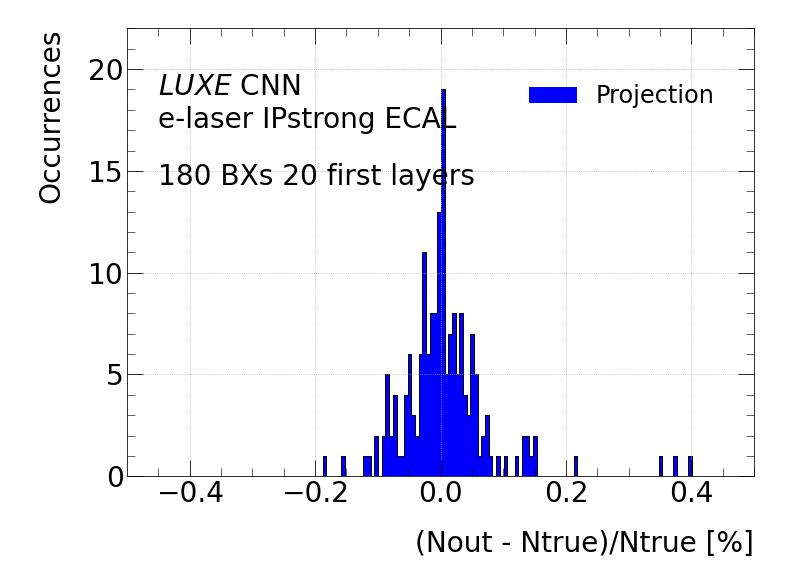 Occurrences
20
15
10
5
0
LUXE CNN
e-laser IPstrong ECAL
180 BXs 20 first layers
Projection
−0.4 −0.2 0.0 0.2 0.4
(Nout - Ntrue)/Ntrue [%]